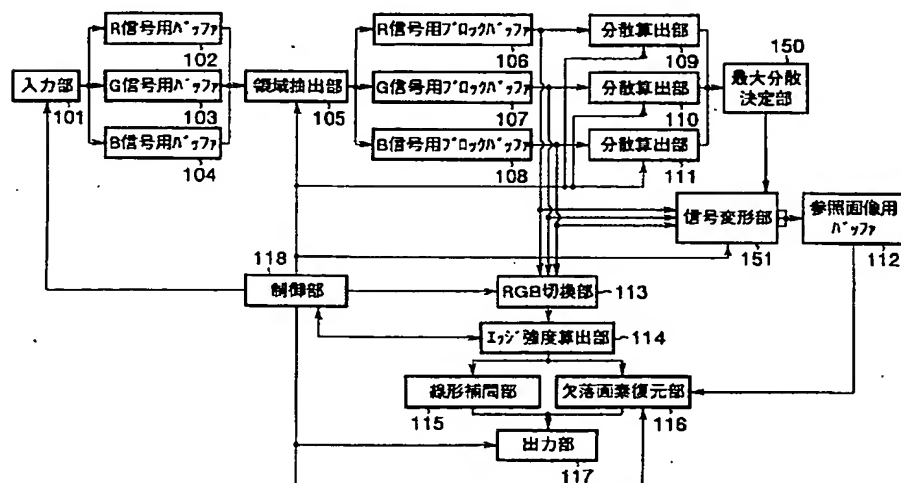 R信号用バッファ
102
入力部
101
G信号用バッファ
103
B信号用バッファ
104
領域抽出部
105
R信号用ブロックバッファ
106
G信号用ブロックバッファ
107
B信号用ブロックバッファ
108
分散算出部
109
分散算出部
110
分散算出部
111
150
最大分散
決定部
信号変形部
151
参照画像用
バッファ
112
118
制御部
RGB切換部
113
エッジ強度算出部
114
線形補間部
115
欠落画素復元部
116
出力部
117